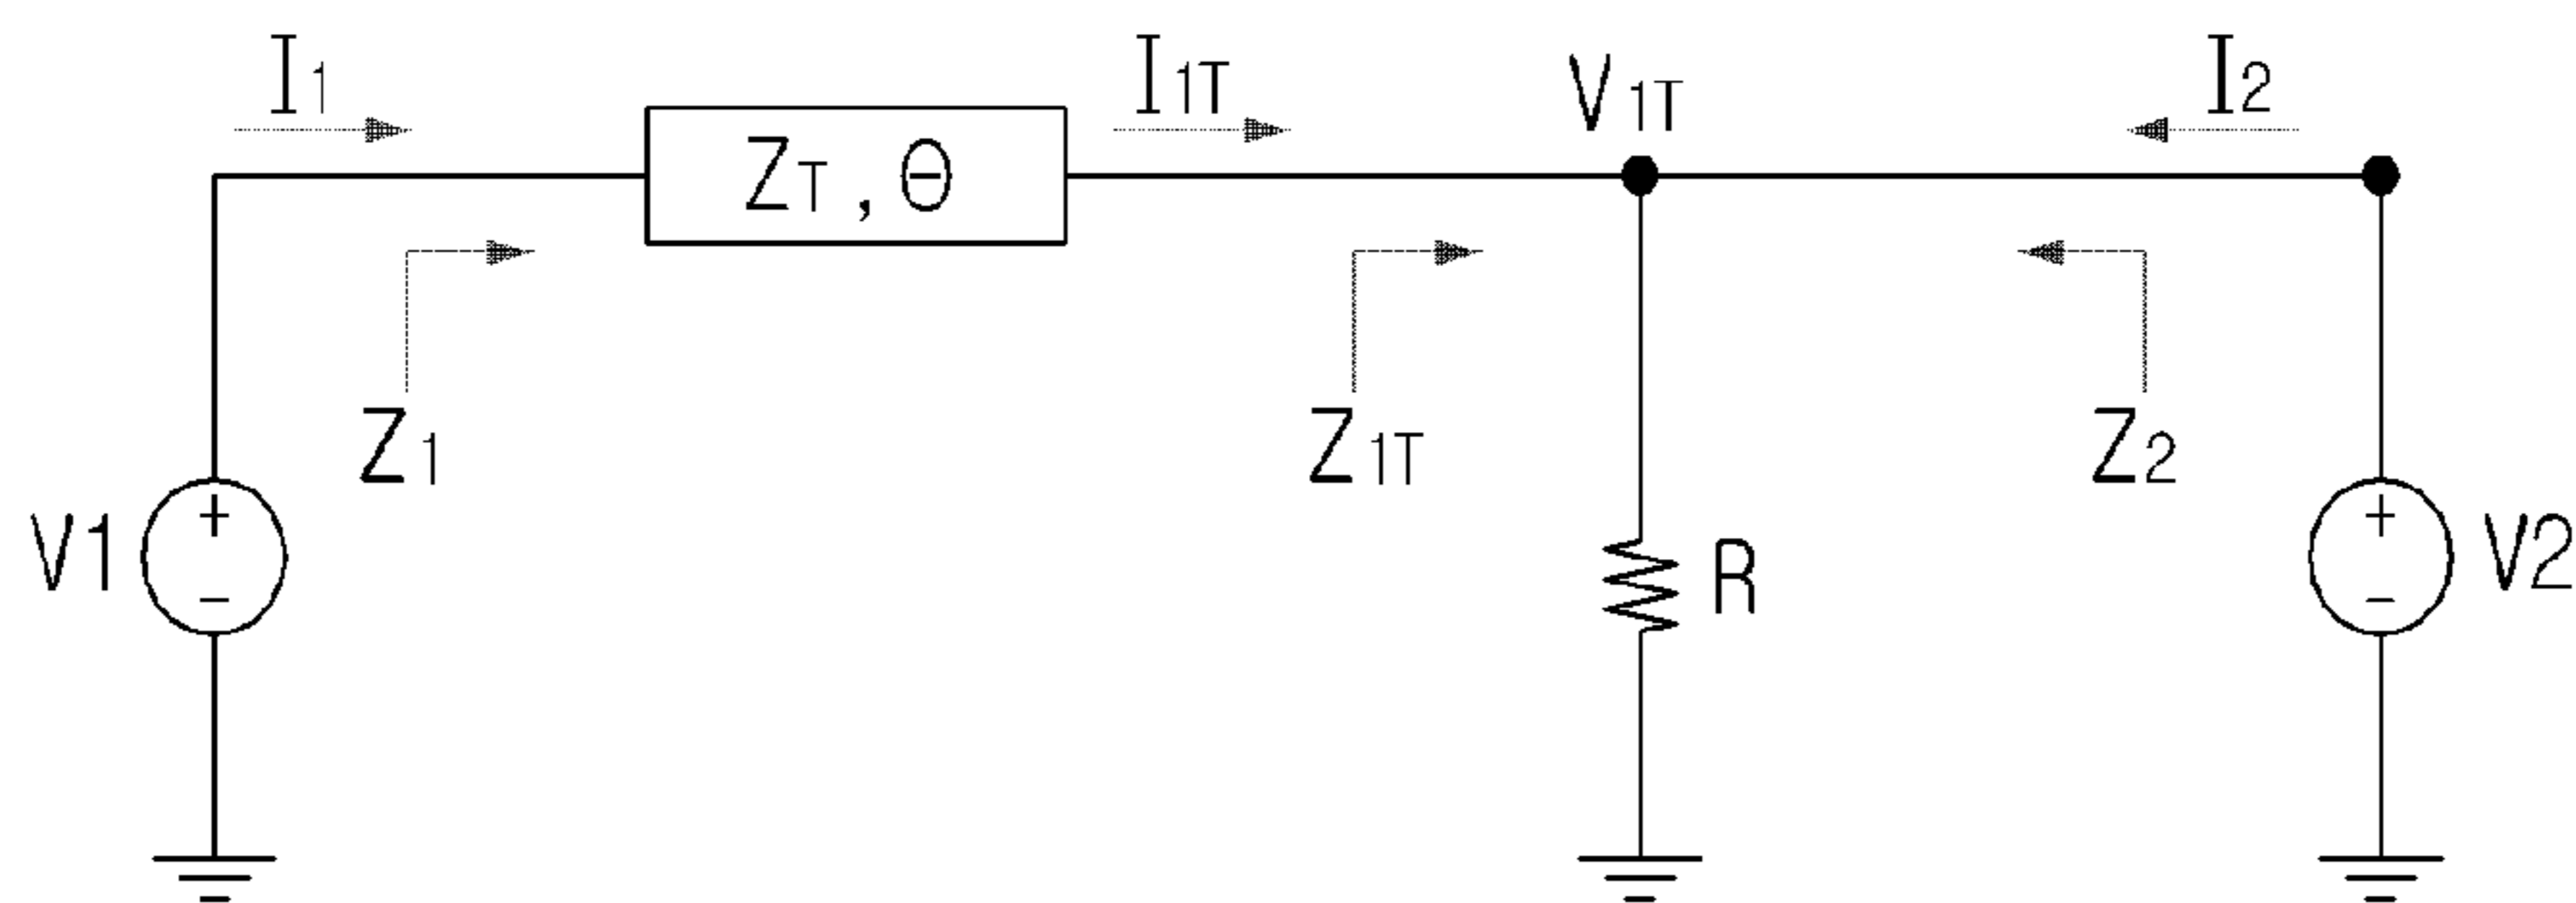 I1
I1T
V1T
I2
ZT , θ
Z1
Z1T
Z2
V1
+
-
R
+
-
V2